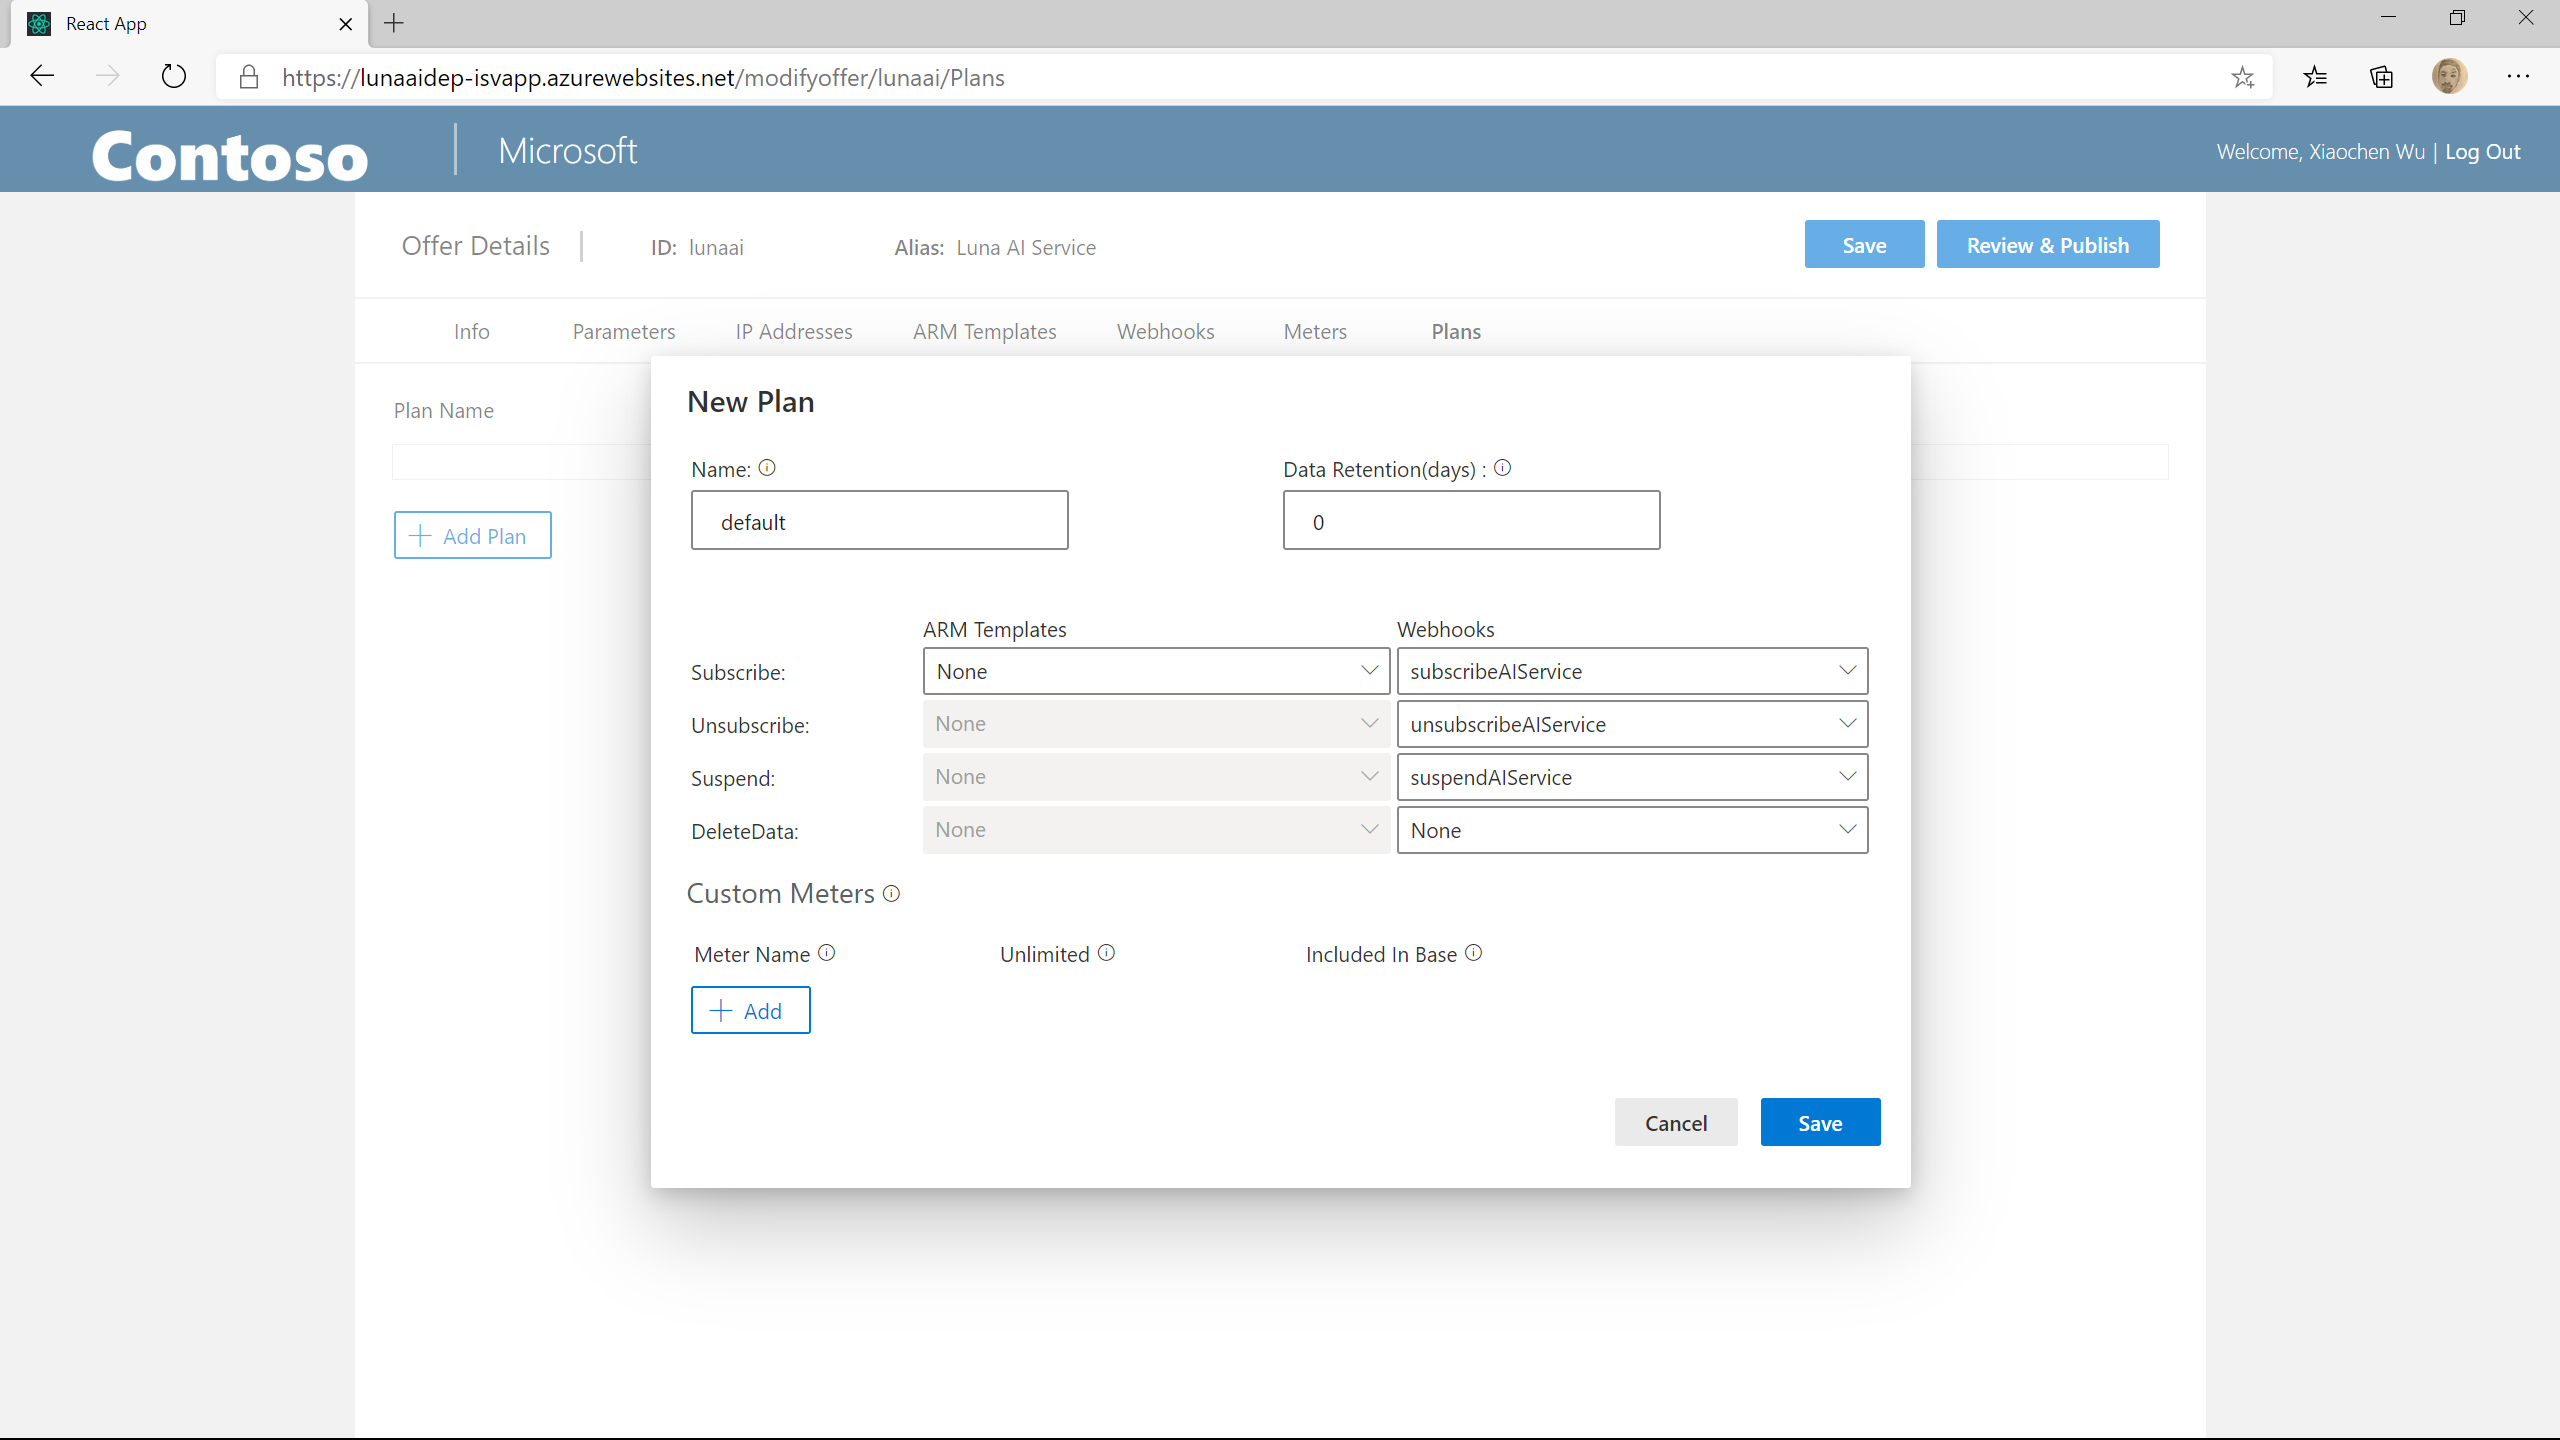 React App
https://lunaaidep-isvapp.azurewebsites.net/modifyoffer/lunaai/Plans
Contoso Microsoft Welcome, Xiaochen Wu | Log Out
Offer Details ID: lunaai Alias: Luna AI Service Save Review & Publish
Info Parameters IP Addresses ARM Templates Webhooks Meters Plans
Plan Name
Add Plan
New Plan
Name: Data Retention(days) :
default 0
ARM Templates Webhooks
Subscribe: None subscribeAIService
Unsubscribe: None unsubscribeAIService
Suspend: None suspendAIService
DeleteData: None None
Custom Meters
Meter Name Unlimited Included In Base
Add
Cancel Save